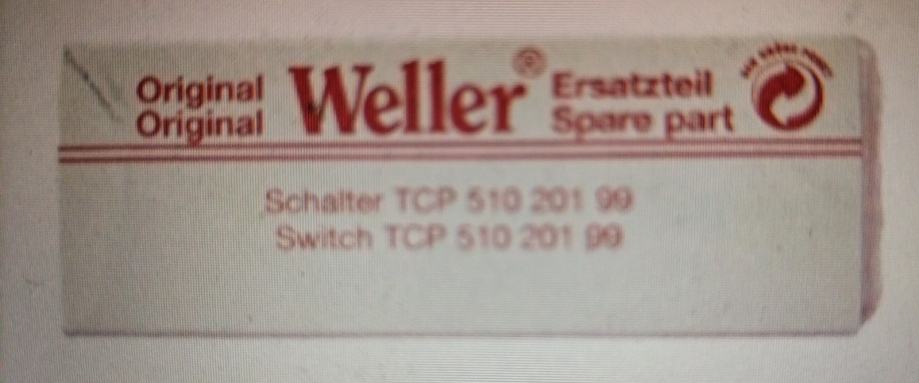 Original Weller® Ersatzteil
Original Spare part
Schalter TCP 510 201 99
Switch TCP 510 201 99